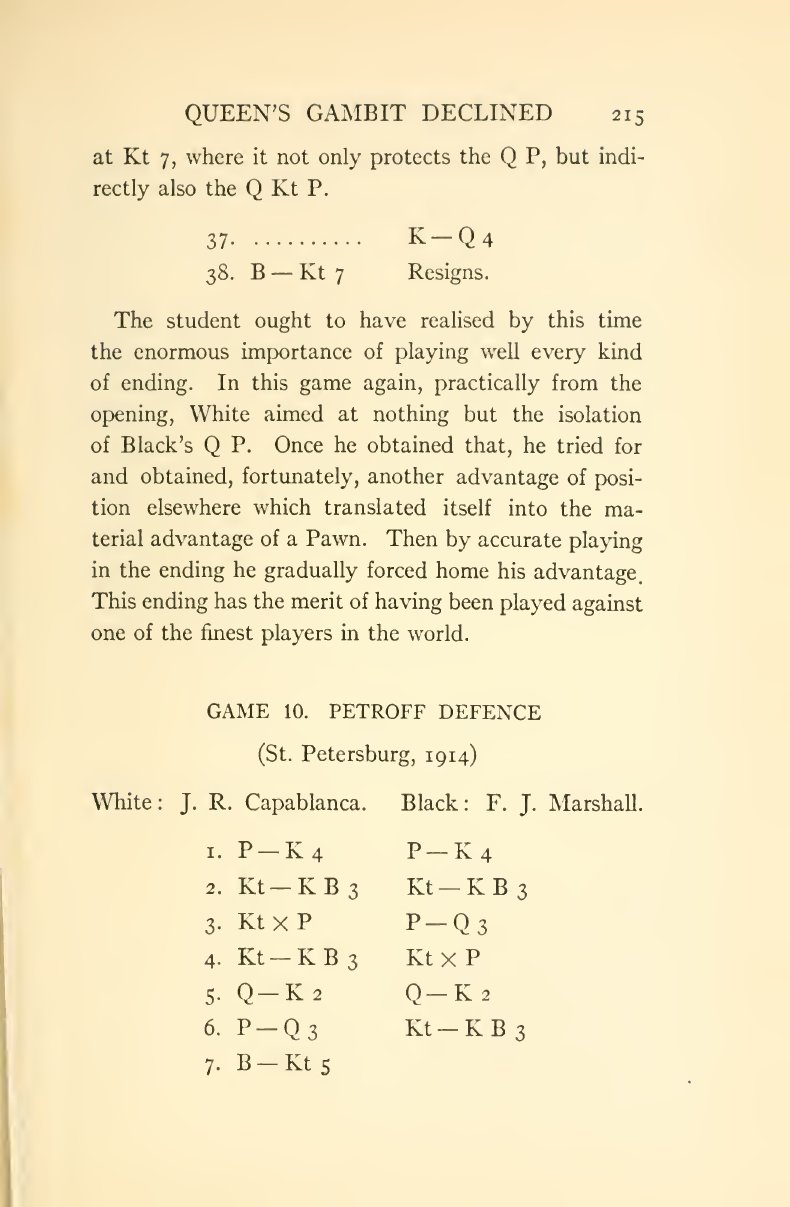 QUEEN'S GAMBIT DECLINED 215
at Kt 7, where it not only protects the Q P, but indi-
rectly also the Q Kt P.
37. .......... K — Q 4
38. B — Kt 7 Resigns.
The student ought to have realised by this time
the enormous importance of playing well every kind
of ending. In this game again, practically from the
opening, White aimed at nothing but the isolation
of Black's Q P. Once he obtained that, he tried for
and obtained, fortunately, another advantage of posi-
tion elsewhere which translated itself into the ma-
terial advantage of a Pawn. Then by accurate playing
in the ending he gradually forced home his advantage.
This ending has the merit of having been played against
one of the finest players in the world.
GAME 10. PETROFF DEFENCE
(St. Petersburg, 1914)
White: J. R. Capablanca. Black: F. J. Marshall.
1. P — K 4 P — K 4
2. Kt — K B 3 Kt — K B 3
3. Kt × P P — Q 3
4. Kt — K B 3 Kt × P
5. Q — K 2 Q — K 2
6. P — Q 3 Kt — K B 3
7. B — Kt 5